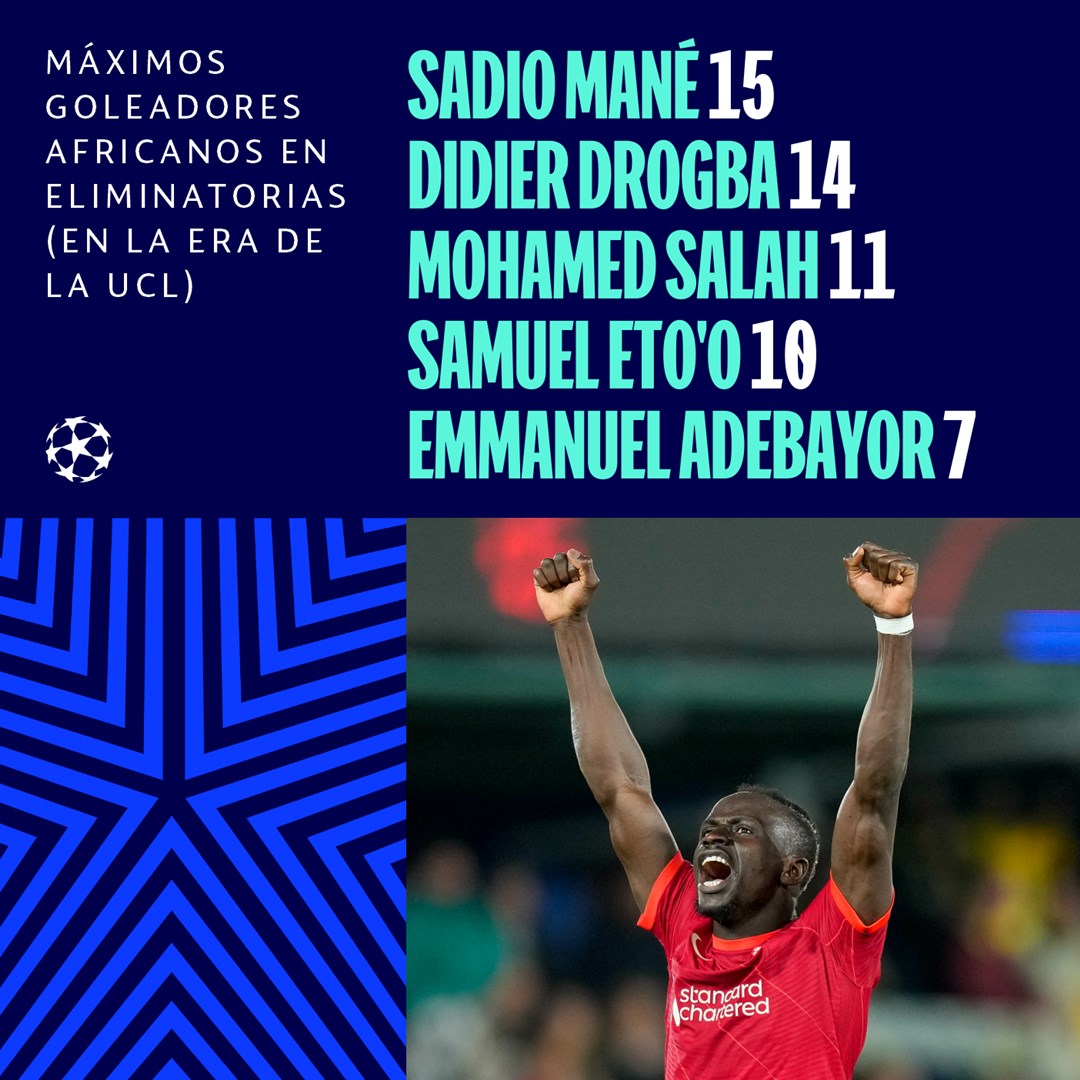 MÁXIMOS
GOLEADORES
AFRICANOS EN
ELIMINATORIAS
(EN LA ERA DE
LA UCL)
SADIO MANÉ 15
DIDIER DROGBA 14
MOHAMED SALAH 11
SAMUEL ETO'O 10
EMMANUEL ADEBAYOR 7
standard
chartered